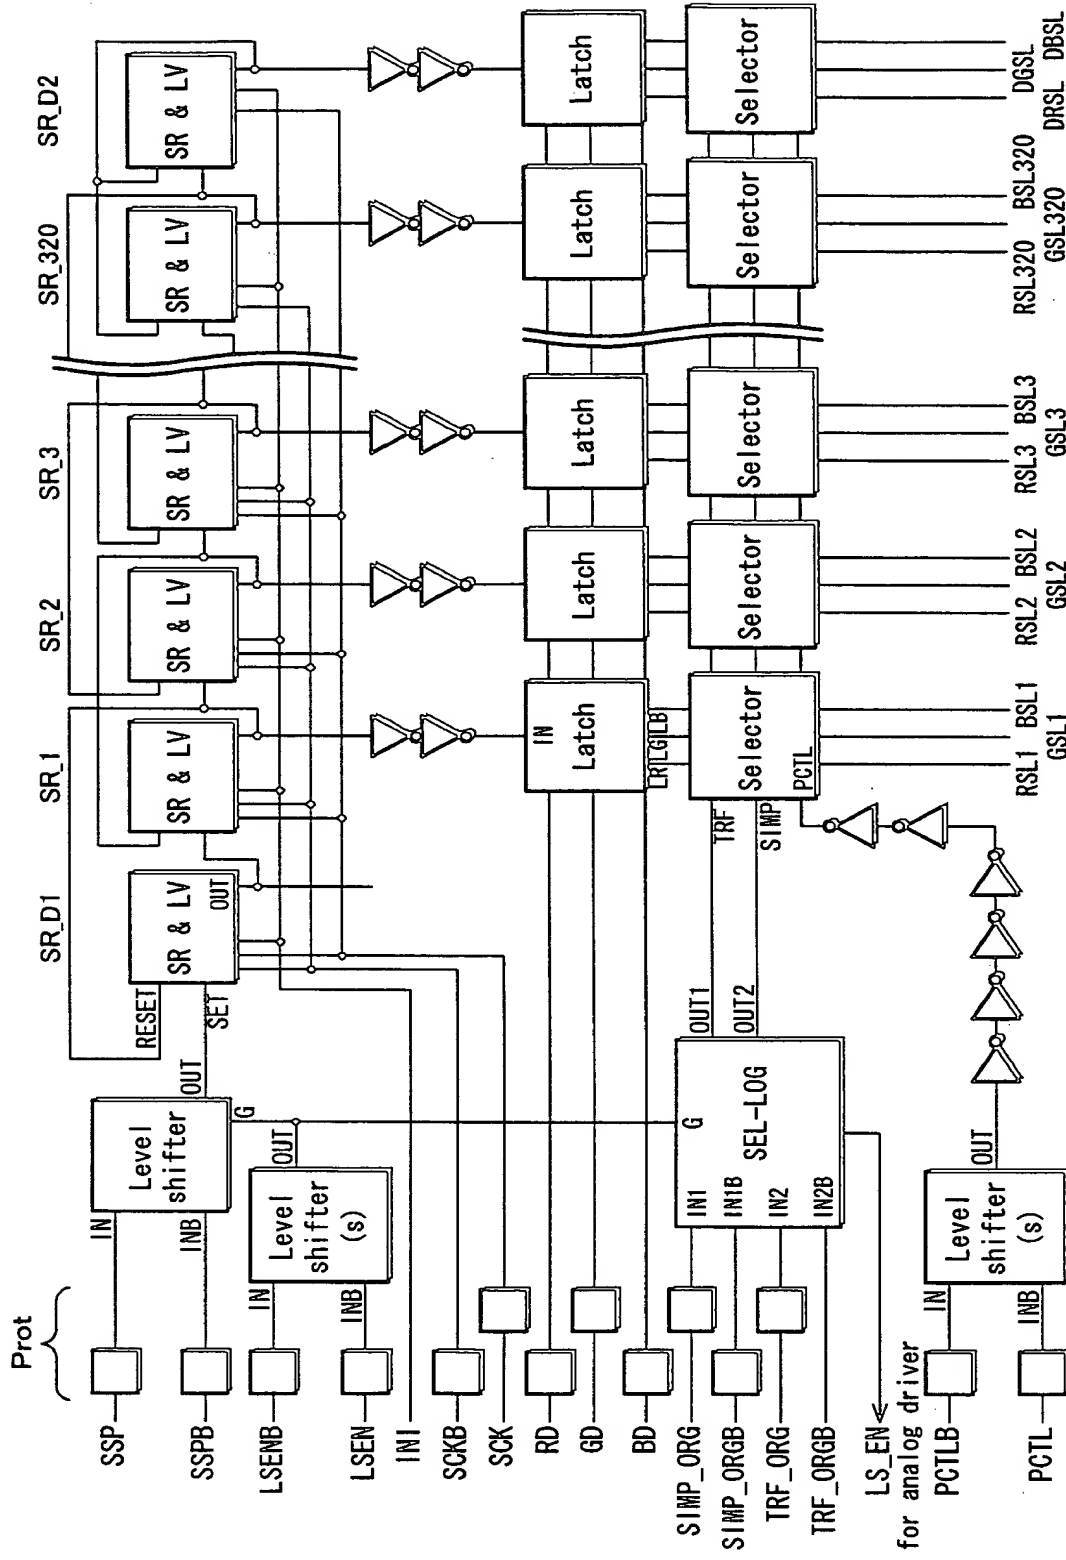 Prot
SSP
SSPB
LSENB
LSEN
INI
SCKB
SCK
RD
GD
BD
SIMP_ORG
SIMP_ORGB
TRF_ORG
TRF_ORGB
LS_EN
for analog driver
PCTLB
PCTL
IN
INB
Level
shifter
OUT
G
IN
INB
Level
shifter
(s)
OUT
IN1
IN1B
IN2
IN2B
G
SEL-LOG
OUT1
OUT2
IN
INB
Level
shifter
(s)
OUT
SR_D1
SR_1
SR_2
SR_3
SR_320
SR_D2
RESET
SET
SR & LV
OUT
SR & LV
SR & LV
SR & LV
SR & LV
SR & LV
IN
Latch
Latch
Latch
Latch
Latch
LR LG LB
TRF
SIMP
PCTL
Selector
Selector
Selector
Selector
Selector
RSL1
GSL1
BSL1
RSL2
GSL2
BSL2
RSL3
GSL3
BSL3
RSL320
GSL320
BSL320
DRSL
DGSL
DBSL